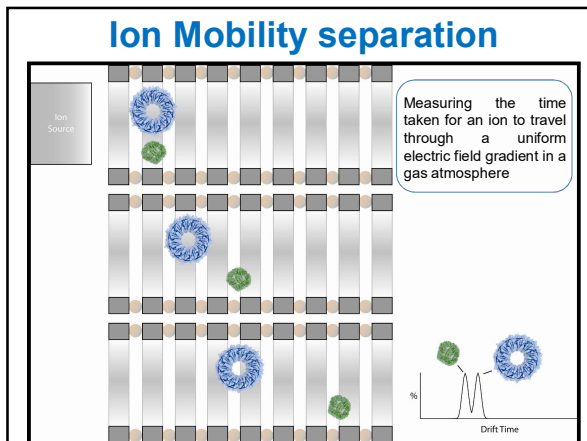 Ion Mobility separation
Ion
Source
Measuring the time
taken for an ion to travel
through a uniform
electric field gradient in a
gas atmosphere
%
Drift Time